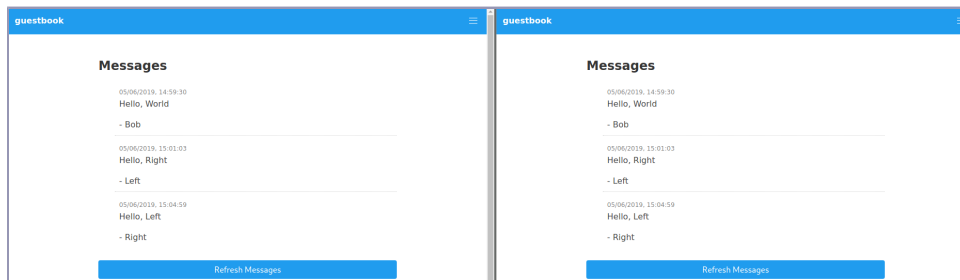 guestbook
Messages
05/06/2019, 14:59:30
Hello, World
- Bob
05/06/2019, 15:01:03
Hello, Right
- Left
05/06/2019, 15:04:59
Hello, Left
- Right
Refresh Messages
guestbook
Messages
05/06/2019, 14:59:30
Hello, World
- Bob
05/06/2019, 15:01:03
Hello, Right
- Left
05/06/2019, 15:04:59
Hello, Left
- Right
Refresh Messages